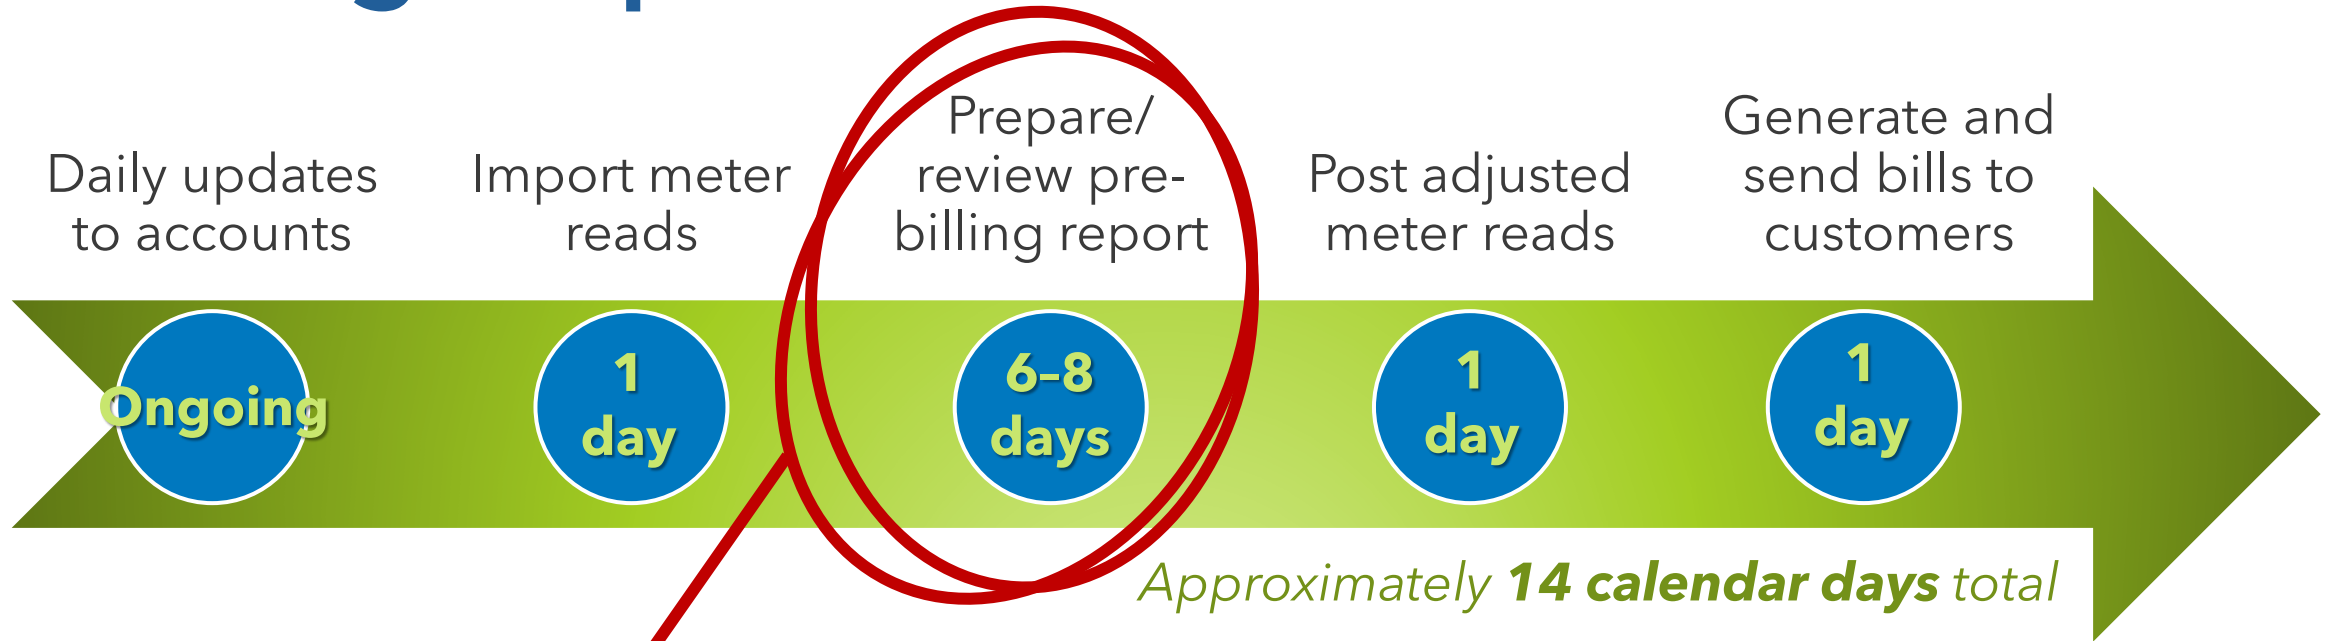 Daily updates
to accounts
Import meter
reads
Prepare/
review pre-
billing report
Post adjusted
meter reads
Generate and
send bills to
customers
Ongoing
1
day
6–8
days
1
day
1
day
Approximately 14 calendar days total